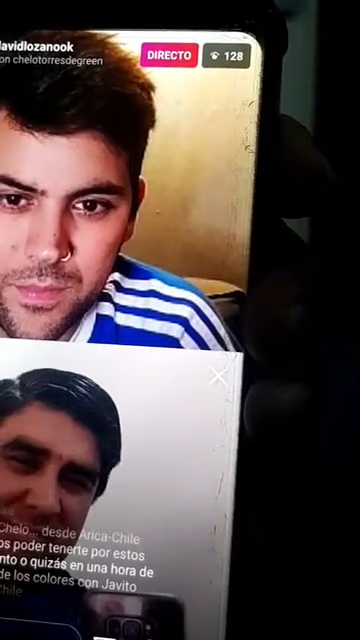 davidlozanook
on chelotorresdegreen
DIRECTO
128
Chelo... desde Arica-Chile
os poder tenerte por estos
nto o quizás en una hora de
de los colores con Javito
Chile